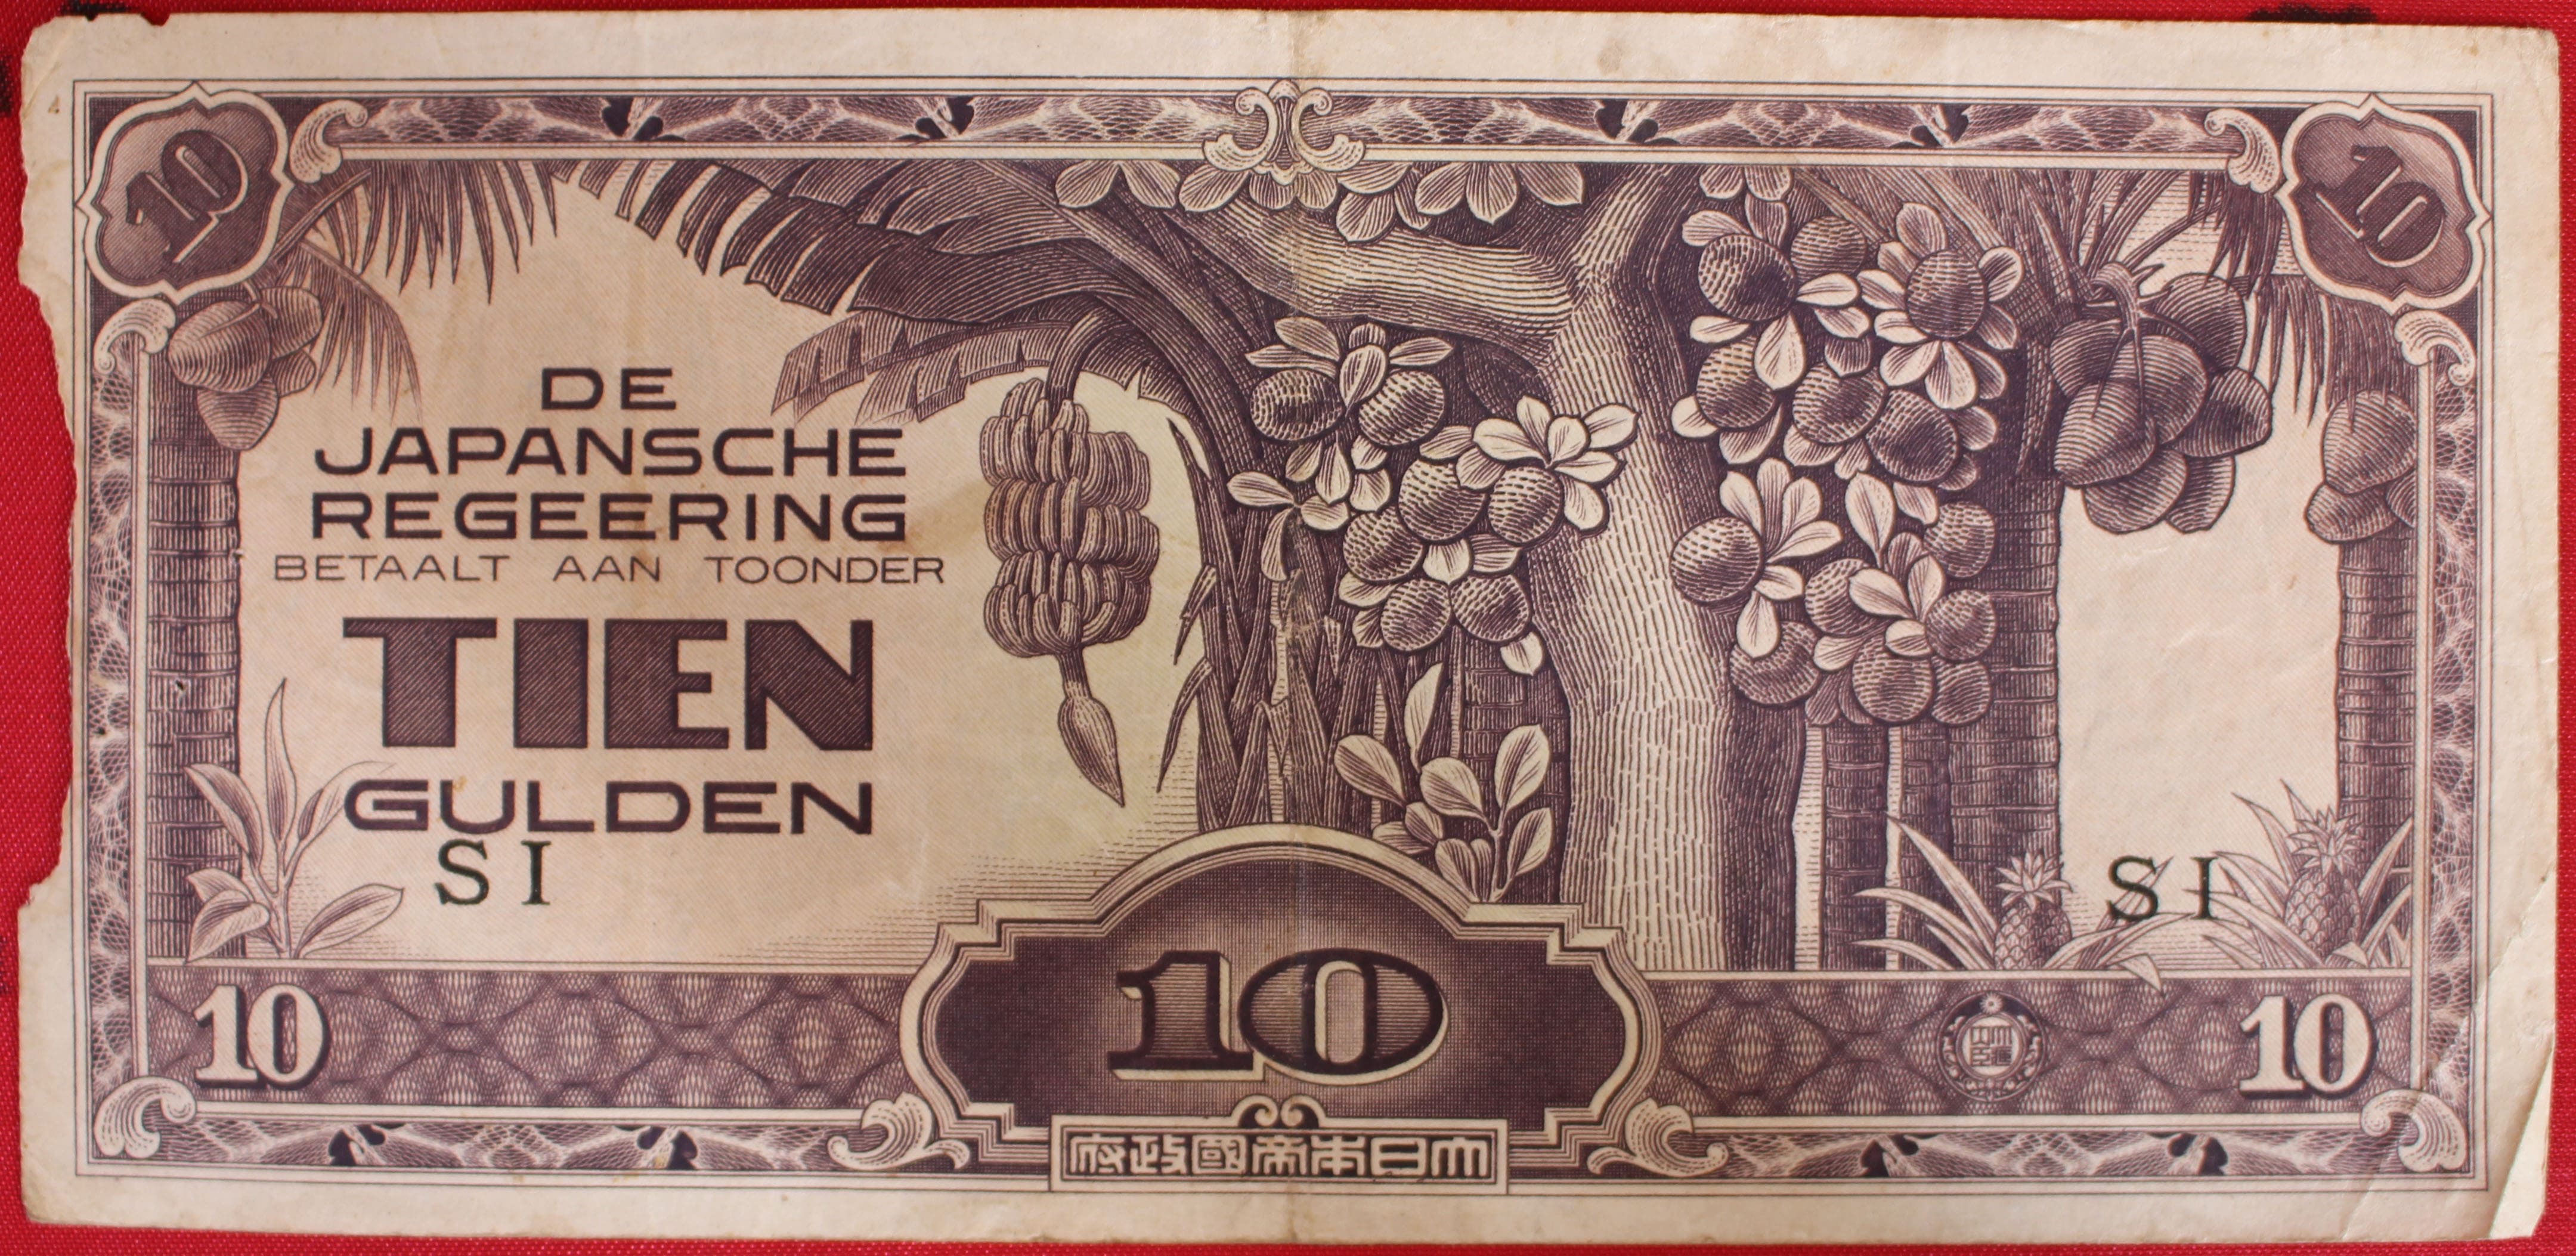 10
10
DE
JAPANSCHE
REGEERING
BETAALT AAN TOONDER
TIEN
GULDEN
SI
SI
10
10
10
府政國帝本日大